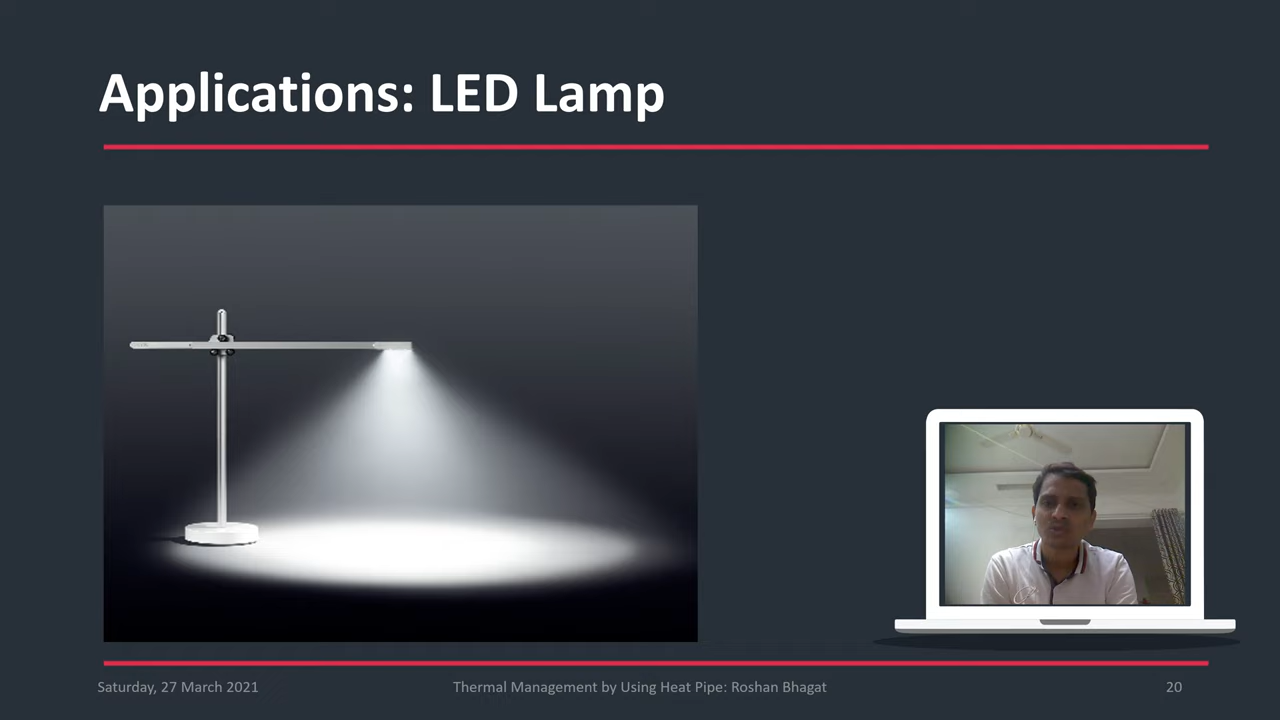 Applications: LED Lamp
Saturday, 27 March 2021
Thermal Management by Using Heat Pipe: Roshan Bhagat
20